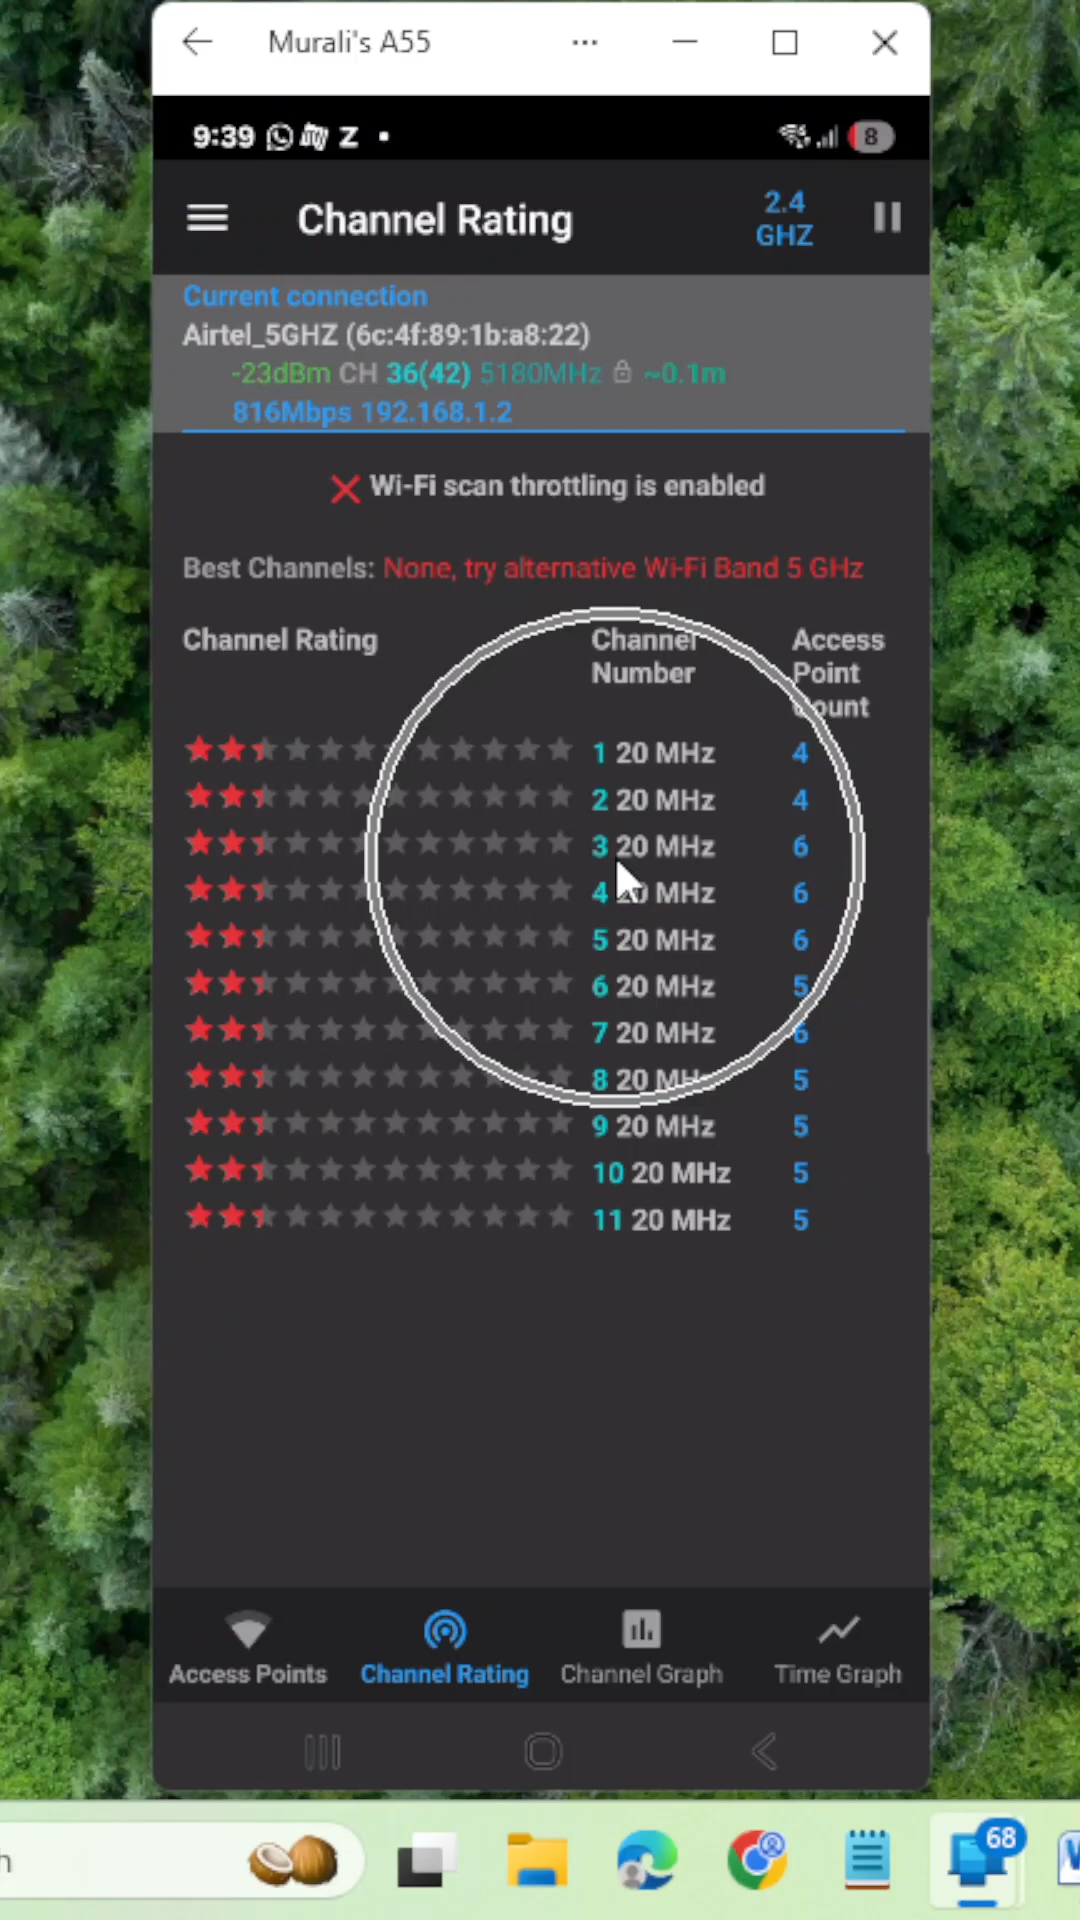 Murali's A55
9:39 Z
8
Channel Rating
2.4
GHZ
Current connection
Airtel_5GHZ (6c:4f:89:1b:a8:22)
-23dBm CH 36(42) 5180MHz ~0.1m
816Mbps 192.168.1.2
Wi-Fi scan throttling is enabled
Best Channels: None, try alternative Wi-Fi Band 5 GHz
Channel Rating
Channel
Number
Access
Point
Count
1 20 MHz 4
2 20 MHz 4
3 20 MHz 6
4 20 MHz 6
5 20 MHz 6
6 20 MHz 5
7 20 MHz 6
8 20 MHz 5
9 20 MHz 5
10 20 MHz 5
11 20 MHz 5
Access Points
Channel Rating
Channel Graph
Time Graph
68